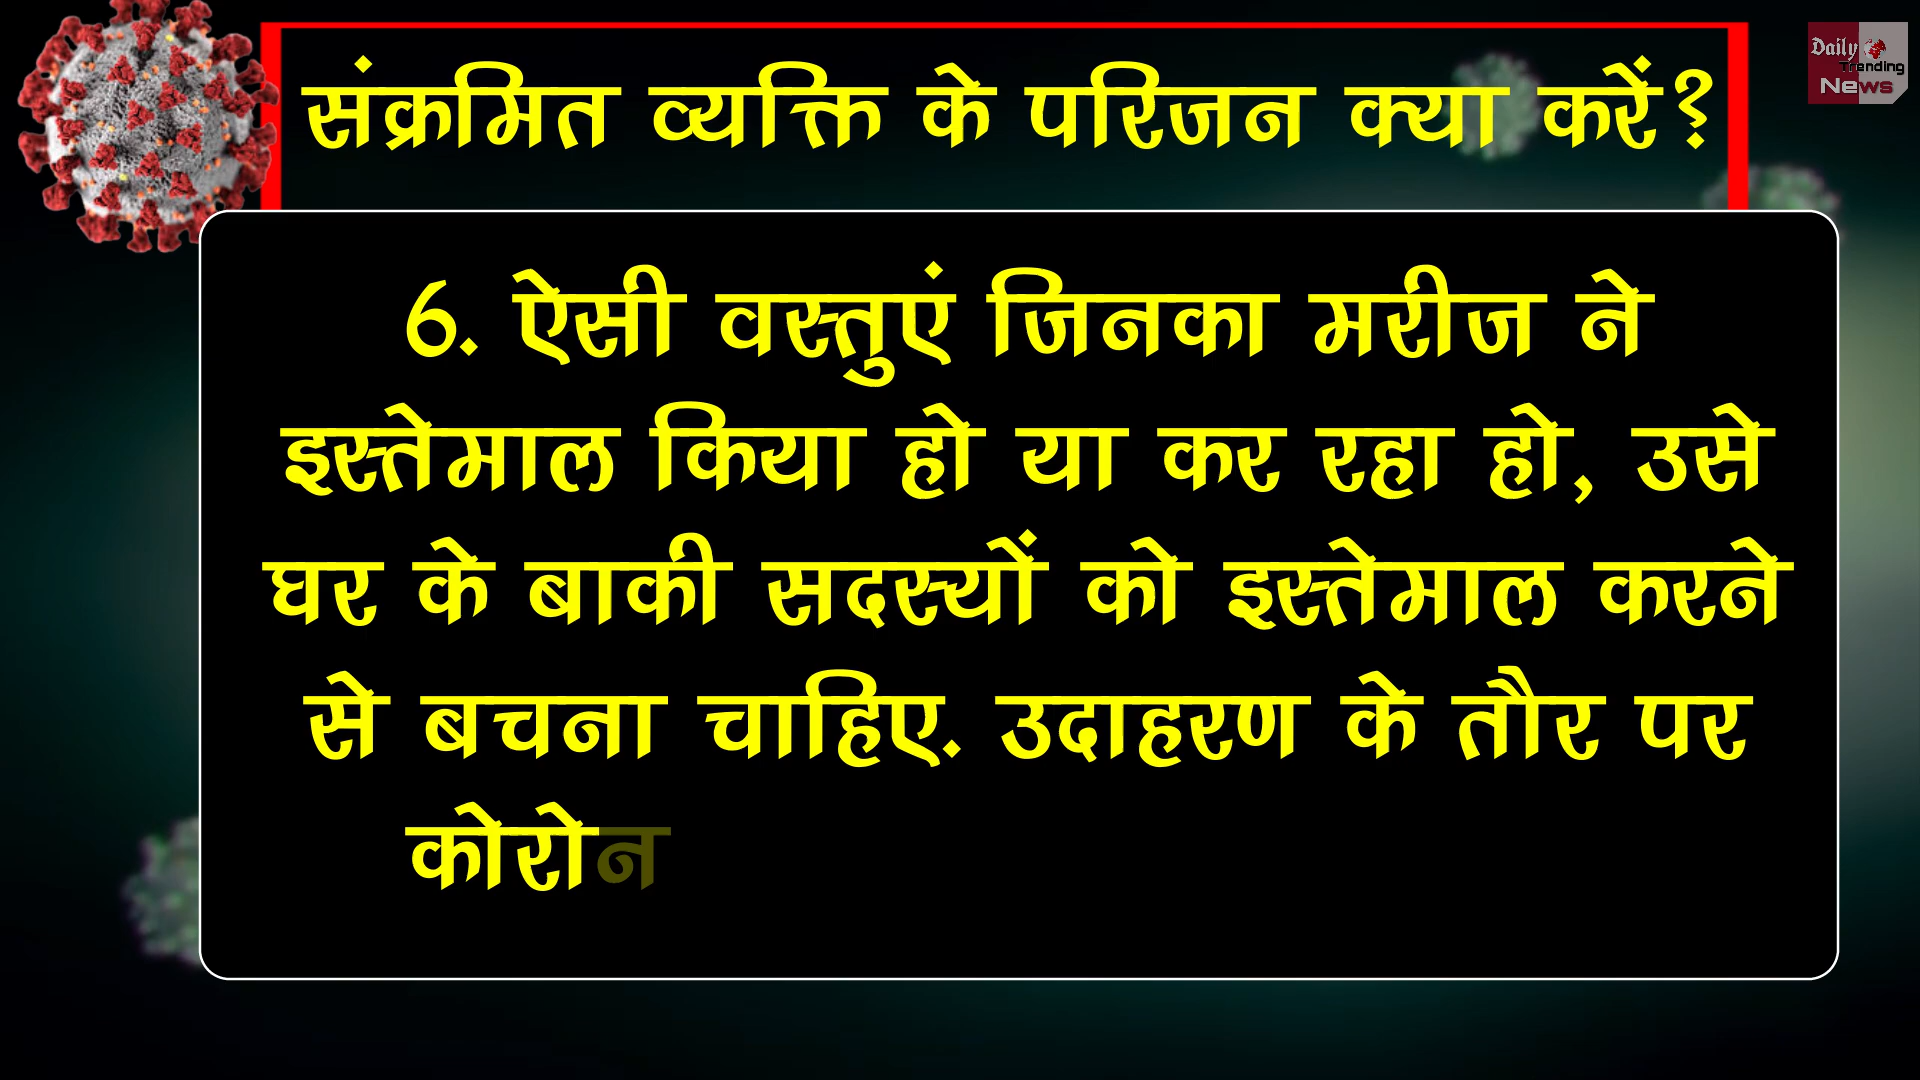 संक्रमित व्यक्ति के परिजन क्या करें?
Daily
Trending
News
6. ऐसी वस्तुएं जिनका मरीज ने
इस्तेमाल किया हो या कर रहा हो, उसे
घर के बाकी सदस्यों को इस्तेमाल करने
से बचना चाहिए. उदाहरण के तौर पर
कोरोन